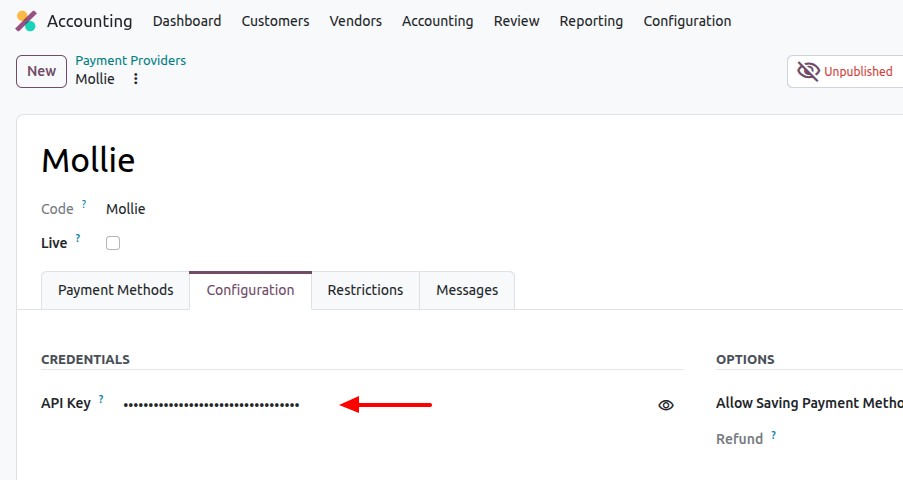 Accounting Dashboard Customers Vendors Accounting Review Reporting Configuration
New Payment Providers
Mollie
Unpublished
Mollie
Code ? Mollie
Live ?
Payment Methods Configuration Restrictions Messages
CREDENTIALS OPTIONS
API Key ? ••••••••••••••••••••••••••••••••••• Allow Saving Payment Metho
Refund ?